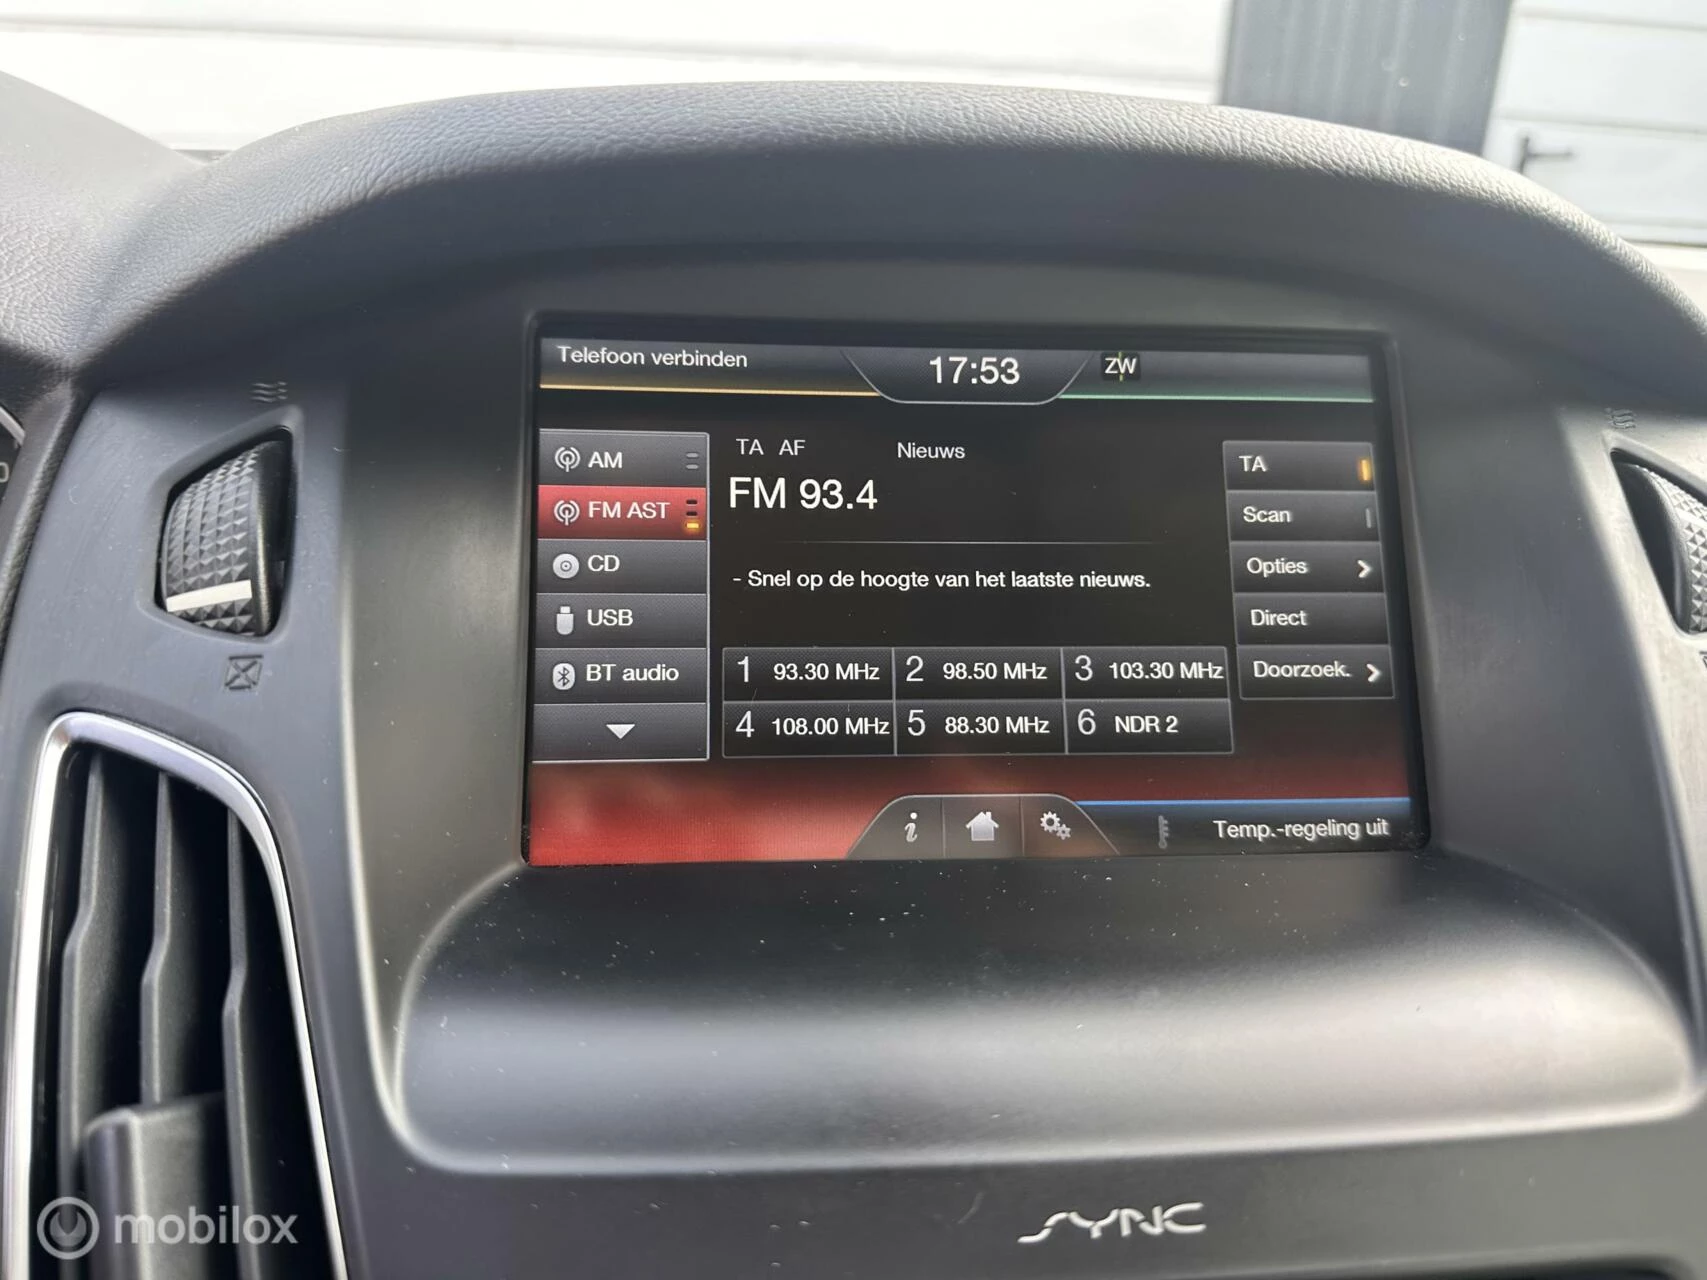 Telefoon verbinden
17:53
ZW
AM
FM AST
CD
USB
BT audio
TA AF
Nieuws
FM 93.4
- Snel op de hoogte van het laatste nieuws.
1 93.30 MHz
2 98.50 MHz
3 103.30 MHz
4 108.00 MHz
5 88.30 MHz
6 NDR 2
TA
Scan
Opties
Direct
Doorzoek.
i
Temp.-regeling uit
SYNC
mobilox